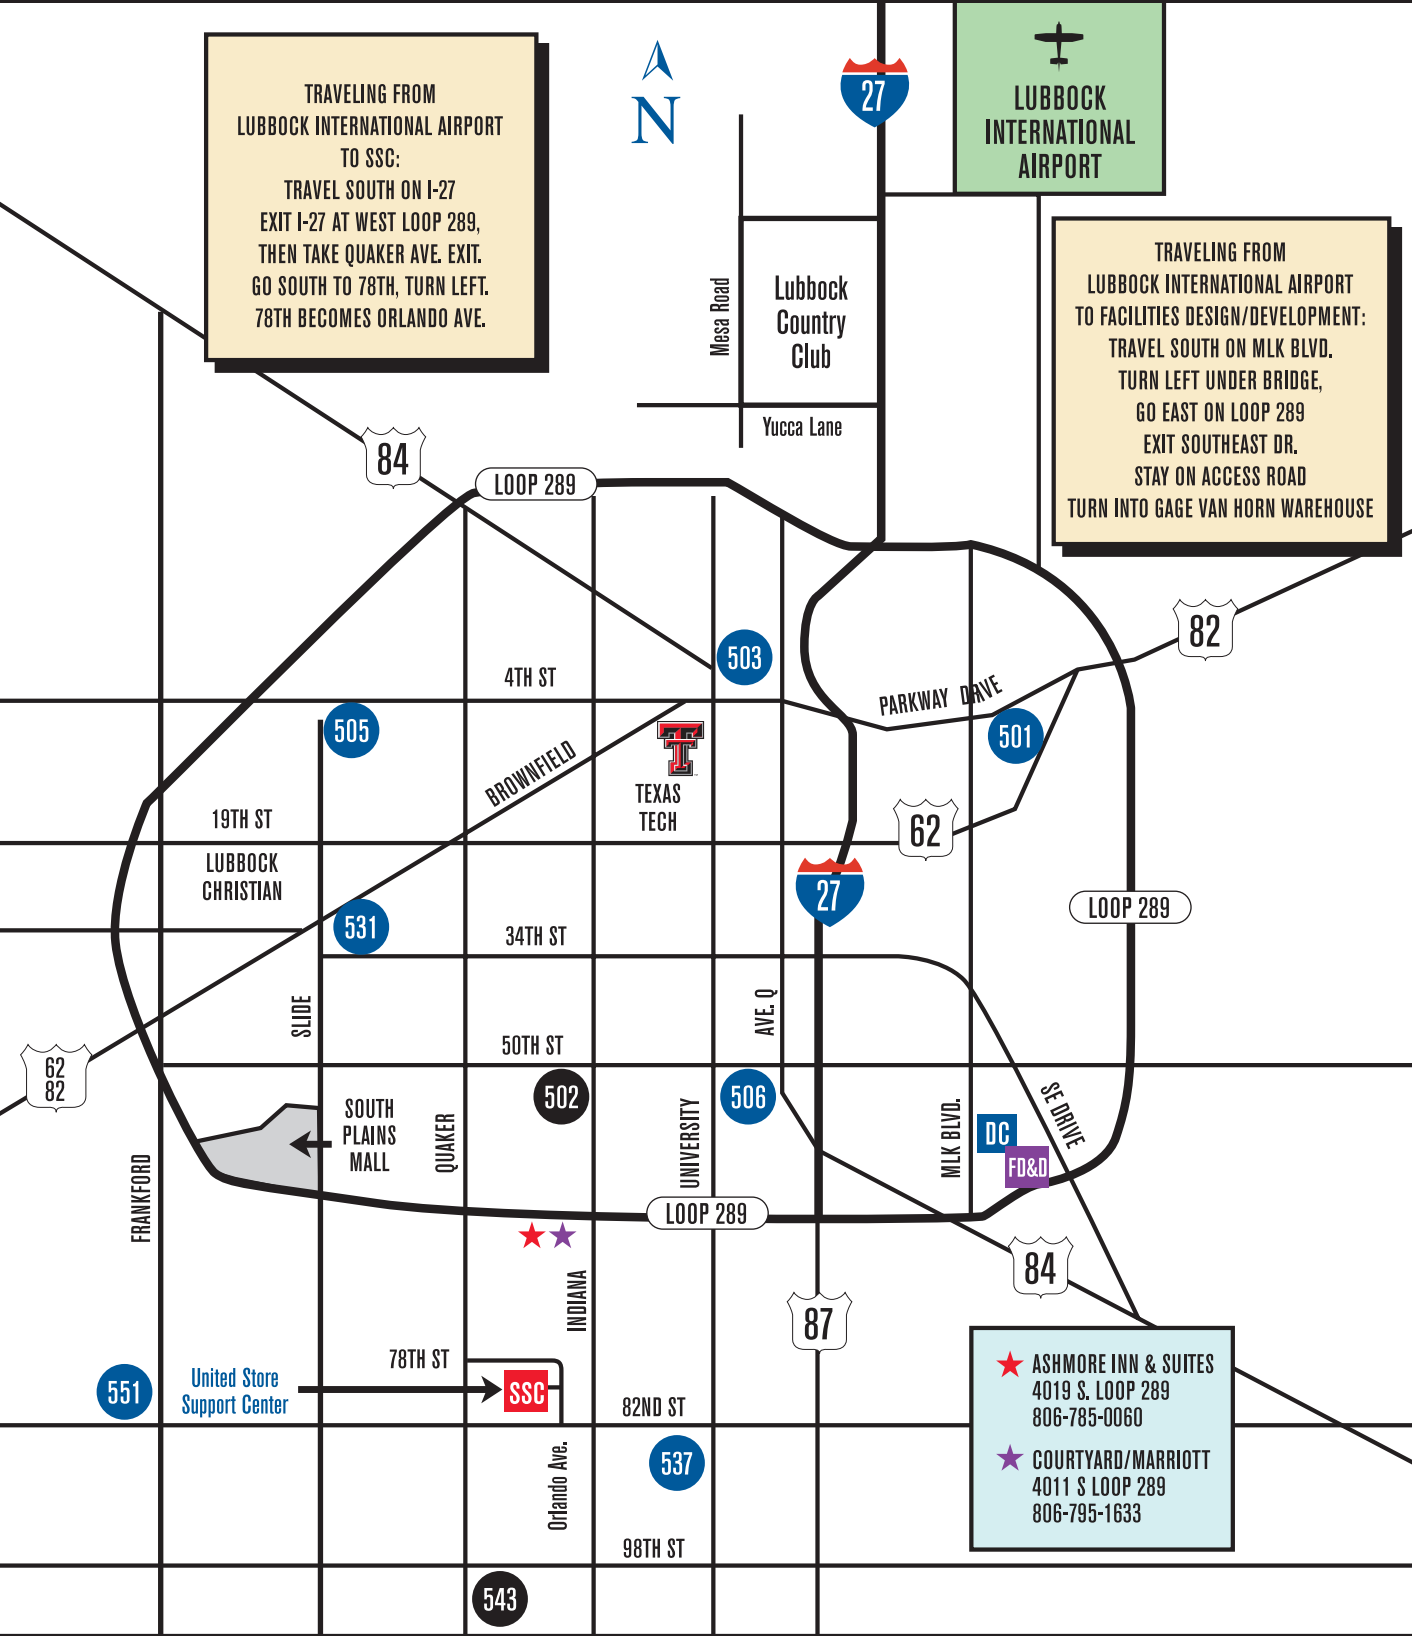 TRAVELING FROM
LUBBOCK INTERNATIONAL AIRPORT
TO SSC:
TRAVEL SOUTH ON I-27
EXIT I-27 AT WEST LOOP 289,
THEN TAKE QUAKER AVE. EXIT.
GO SOUTH TO 78TH, TURN LEFT.
78TH BECOMES ORLANDO AVE.
N
27
LUBBOCK
INTERNATIONAL
AIRPORT
TRAVELING FROM
LUBBOCK INTERNATIONAL AIRPORT
TO FACILITIES DESIGN/DEVELOPMENT:
TRAVEL SOUTH ON MLK BLVD.
TURN LEFT UNDER BRIDGE,
GO EAST ON LOOP 289
EXIT SOUTHEAST DR.
STAY ON ACCESS ROAD
TURN INTO GAGE VAN HORN WAREHOUSE
Mesa Road
Lubbock
Country
Club
Yucca Lane
84
LOOP 289
82
503
4TH ST
PARKWAY DRVE
501
505
BROWNFIELD
TEXAS
TECH
19TH ST
62
LUBBOCK
CHRISTIAN
27
LOOP 289
531
34TH ST
SLIDE
AVE. Q
50TH ST
62
82
502
506
SOUTH
PLAINS
MALL
QUAKER
UNIVERSITY
MLK BLVD.
DC
FD&D
SE DRIVE
FRANKFORD
LOOP 289
84
INDIANA
87
78TH ST
551
United Store
Support Center
SSC
82ND ST
537
Orlando Ave.
98TH ST
543
ASHMORE INN & SUITES
4019 S. LOOP 289
806-785-0060
COURTYARD/MARRIOTT
4011 S LOOP 289
806-795-1633